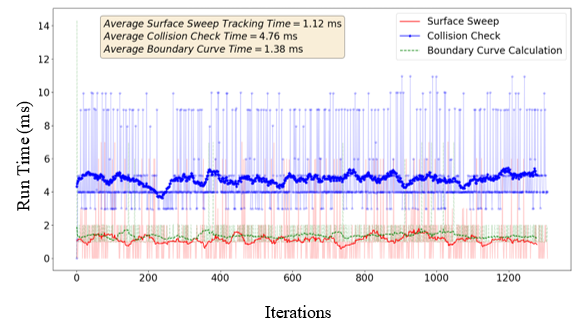 Average Surface Sweep Tracking Time = 1.12 ms
Average Collision Check Time = 4.76 ms
Average Boundary Curve Time = 1.38 ms
Surface Sweep
Collision Check
Boundary Curve Calculation
Run Time (ms)
14
12
10
8
6
4
2
0
0 200 400 600 800 1000 1200
Iterations